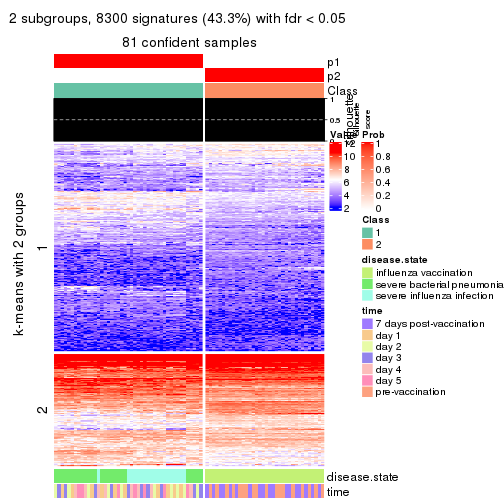 2 subgroups, 8300 signatures (43.3%) with fdr < 0.05
81 confident samples
p1
p2
Class
1
0.5
Silhouette
score
Value
12
10
8
6
4
2
Prob
1
0.8
0.6
0.4
0.2
0
k-means with 2 groups
1
2
Class
1
2
disease.state
influenza vaccination
severe bacterial pneumonia
severe influenza infection
time
7 days post-vaccination
day 1
day 2
day 3
day 4
day 5
pre-vaccination
disease.state
time